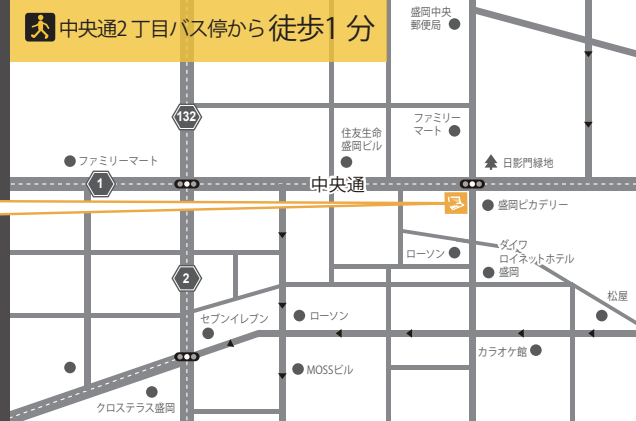 中央通2丁目バス停から徒歩1分
盛岡中央
郵便局
132
ファミリー
マート
住友生命
盛岡ビル
ファミリーマート
日影門緑地
1
中央通
盛岡ピカデリー
ローソン
ダイワ
ロイネットホテル
盛岡
2
松屋
セブンイレブン
ローソン
カラオケ館
MOSSビル
クロステラス盛岡